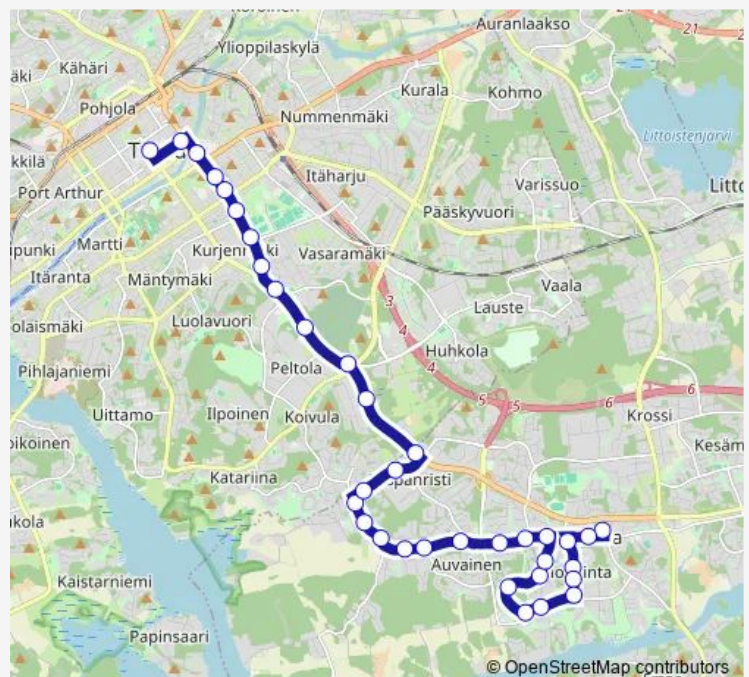 Auranlaakso
21
Ylioppilaskylä
Kähäri
Kurala
Kohmo
Pohjola
Nummenmäki
Littoistenjärvi
Itäharju
Varissuo
Port Arthur
Pääskyvuori
Martti
Vasaramäki
Itäranta
Mäntymäki
Vaala
3
Lauste
4
Luolavuori
Huhkola
Pihlajaniemi
Peltola
4
5
5
6
6
Uittamo
Ilpoinen
Koivula
Krossi
Katariina
Auvainen
Kaistarniemi
Papinsaari
© OpenStreetMap contributors